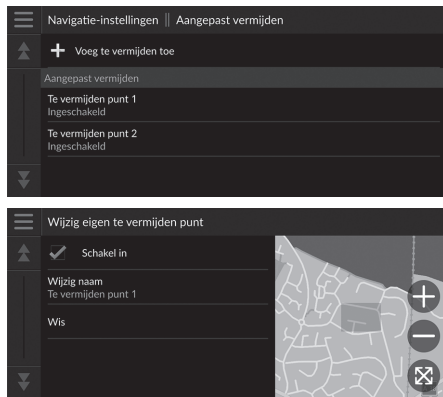 Navigatie-instellingen || Aangepast vermijden
Voeg te vermijden toe
Aangepast vermijden
Te vermijden punt 1
Ingeschakeld
Te vermijden punt 2
Ingeschakeld
Wijzig eigen te vermijden punt
Schakel in
Wijzig naam
Te vermijden punt 1
Wis